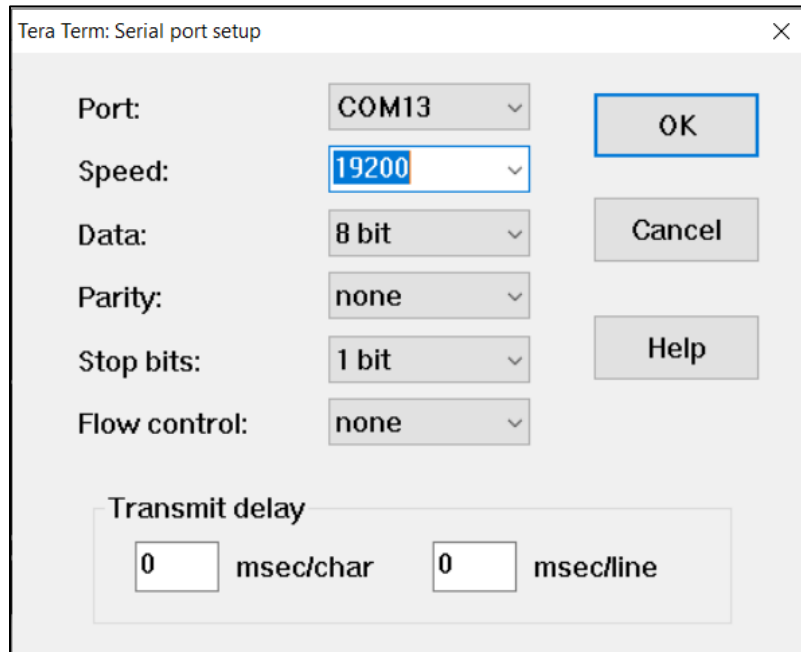 Tera Term: Serial port setup
Port: COM13
OK
Speed: 19200
Data: 8 bit
Cancel
Parity: none
Stop bits: 1 bit
Help
Flow control: none
Transmit delay
0 msec/char 0 msec/line